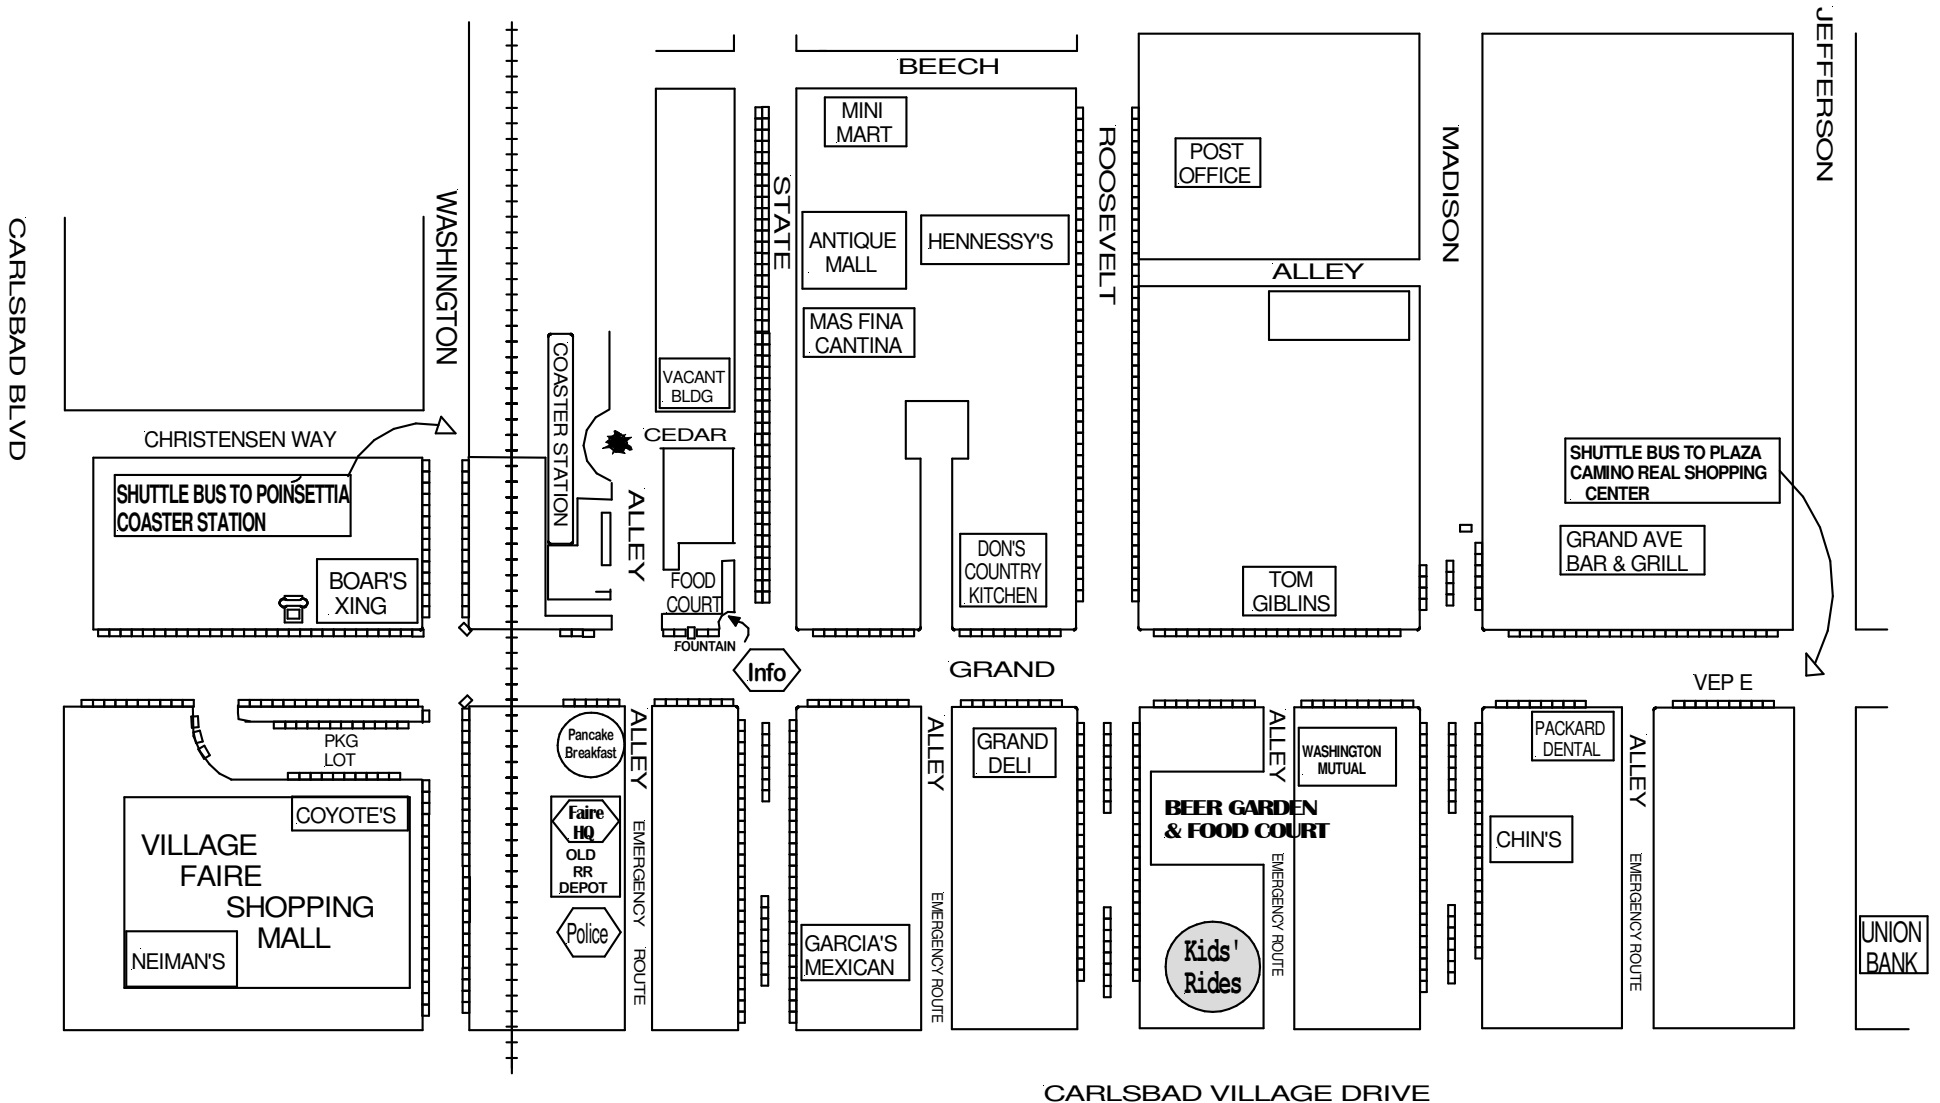 BEECH
JEFFERSON
MINI
MART
ROOSEVELT
POST
OFFICE
MADISON
STATE
WASHINGTON
CARLSBAD BLVD
ANTIQUE
MALL
HENNESSY'S
ALLEY
MAS FINA
CANTINA
COASTER STATION
VACANT
BLDG
CHRISTENSEN WAY
CEDAR
SHUTTLE BUS TO POINSETTIA
COASTER STATION
SHUTTLE BUS TO PLAZA
CAMINO REAL SHOPPING
CENTER
ALLEY
BOAR'S
XING
FOOD
COURT
DON'S
COUNTRY
KITCHEN
TOM
GIBLINS
GRAND AVE
BAR & GRILL
FOUNTAIN
Info
GRAND
VEP E
PKG
LOT
Pancake
Breakfast
ALLEY
ALLEY
GRAND
DELI
ALLEY
WASHINGTON
MUTUAL
PACKARD
DENTAL
ALLEY
COYOTE'S
VILLAGE
FAIRE
SHOPPING
MALL
NEIMAN'S
Faire
HQ
OLD
RR
DEPOT
Police
EMERGENCY ROUTE
GARCIA'S
MEXICAN
EMERGENCY ROUTE
BEER GARDEN
& FOOD COURT
EMERGENCY ROUTE
Kids'
Rides
CHIN'S
EMERGENCY ROUTE
UNION
BANK
CARLSBAD VILLAGE DRIVE